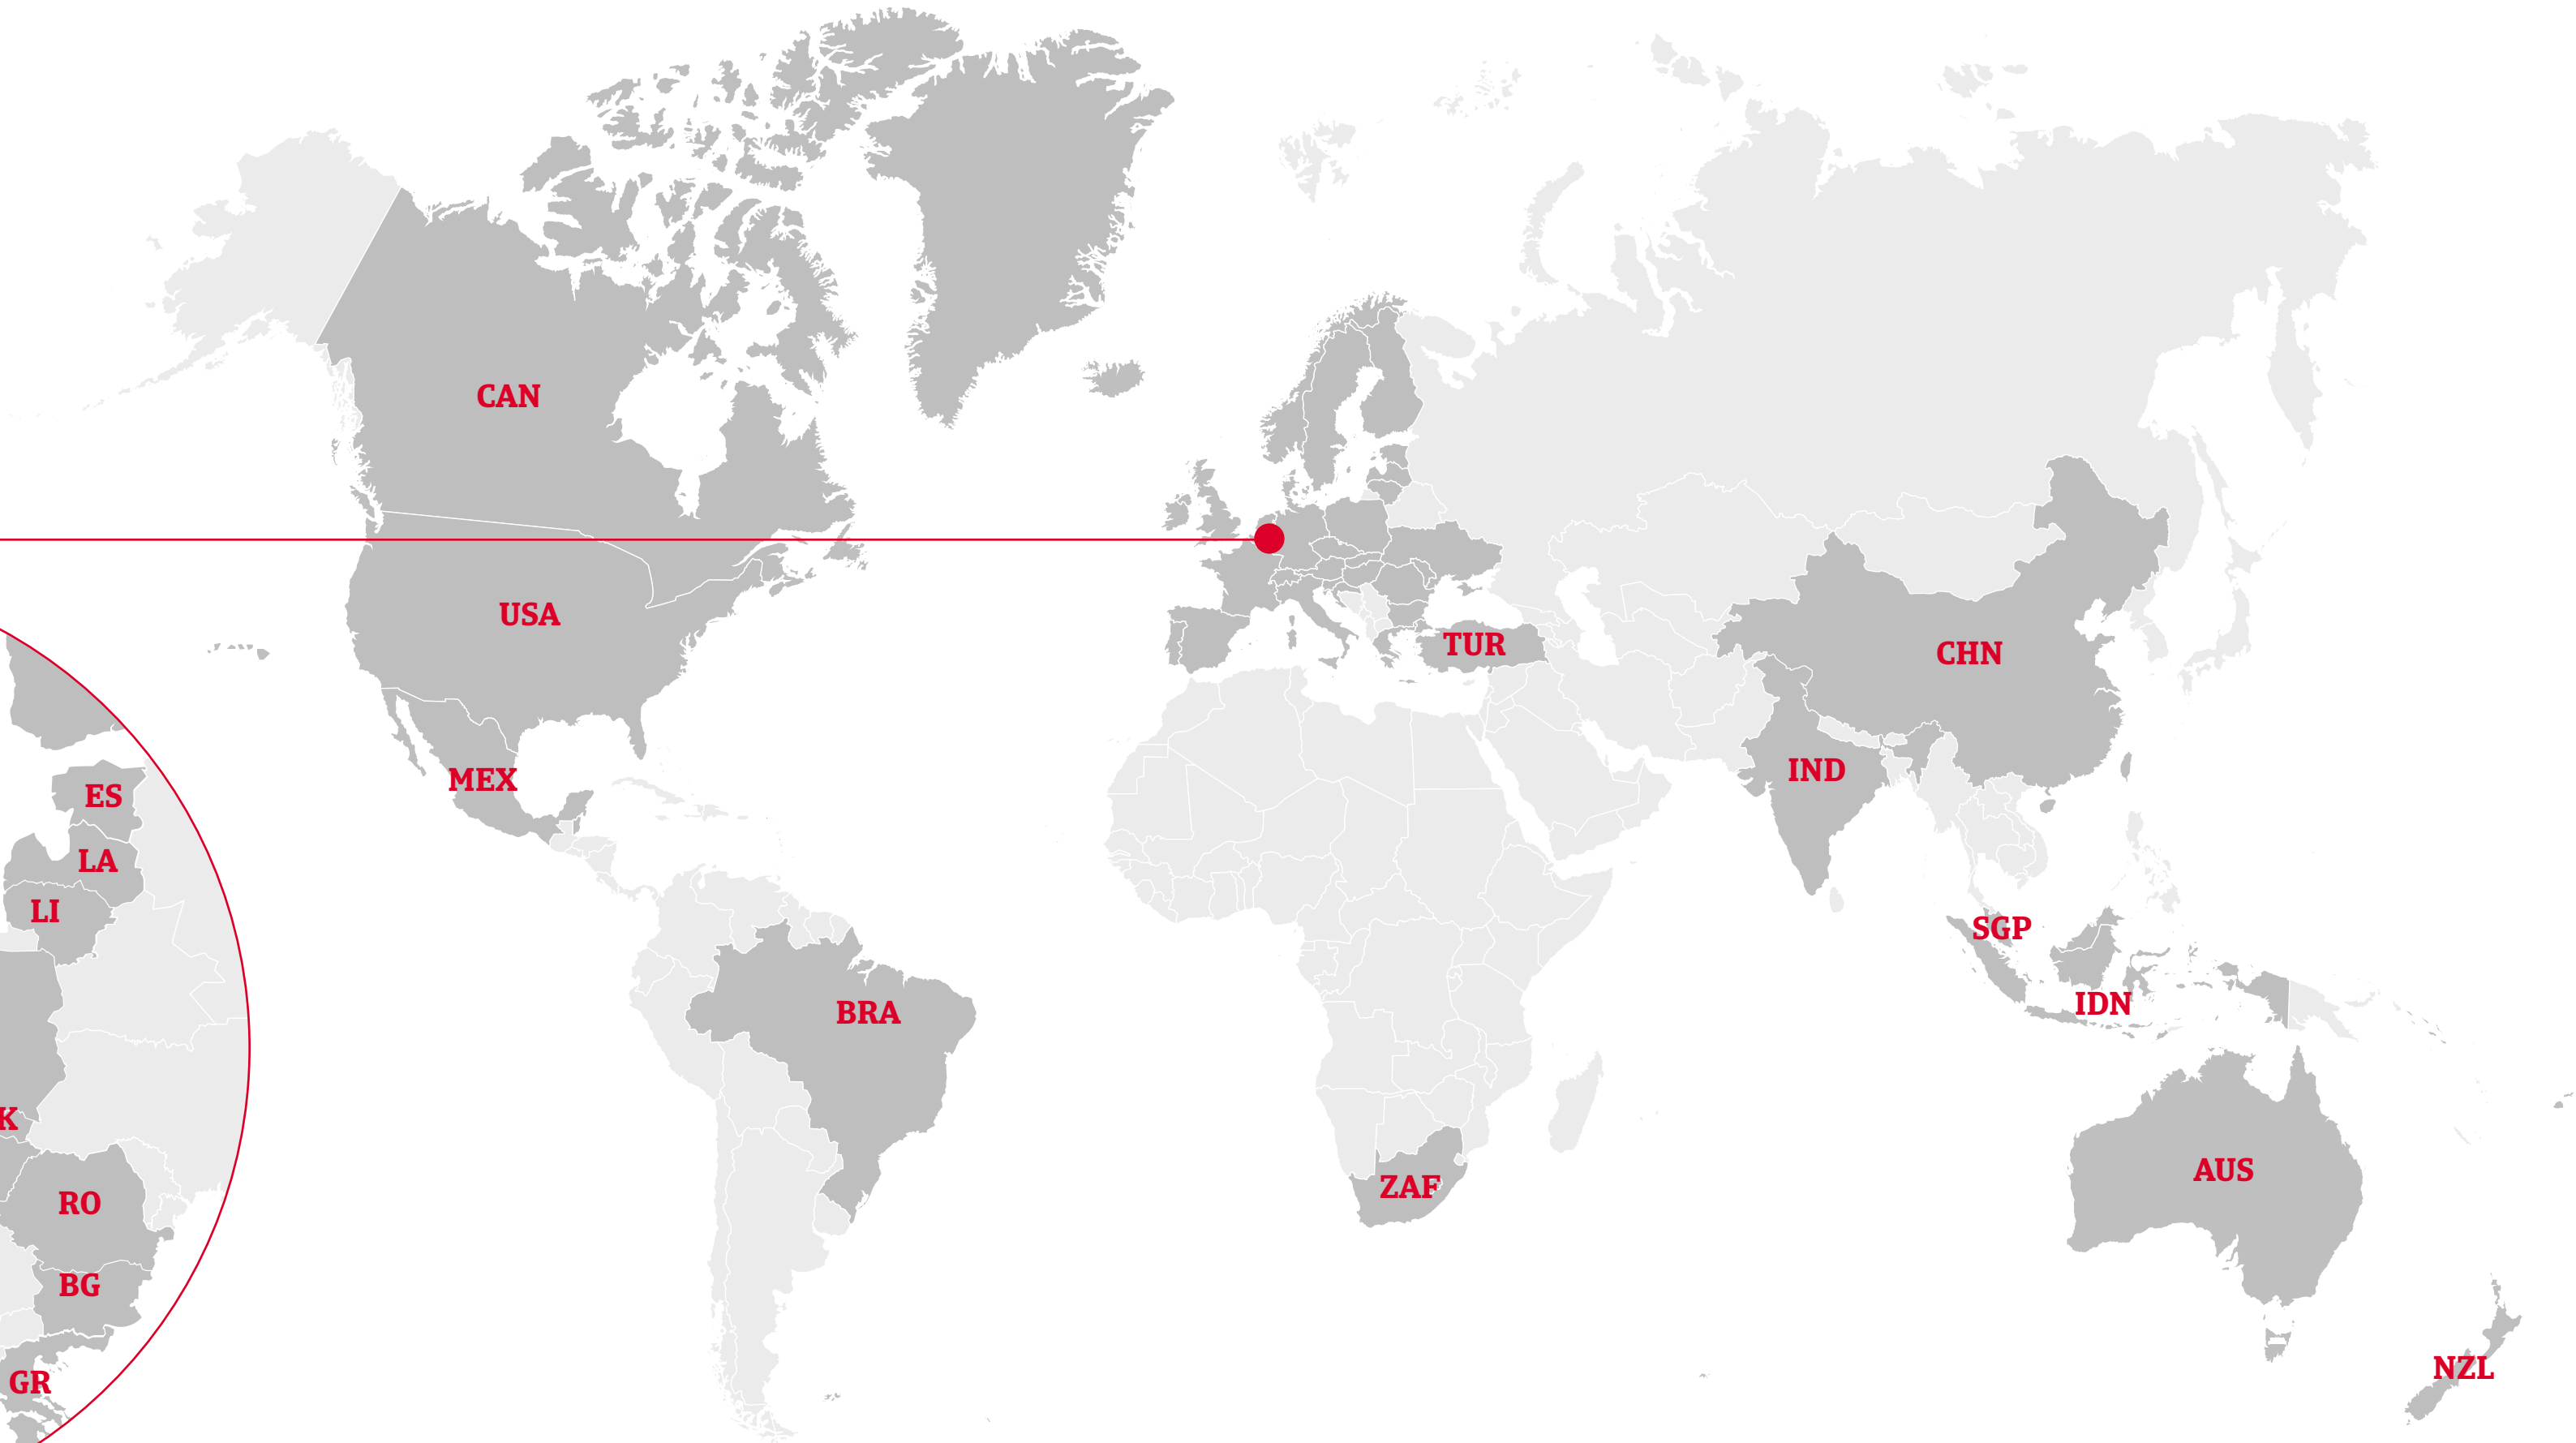 CAN
USA
TUR
CHN
MEX
IND
ES
LA
LI
SGP
IDN
BRA
K
RO
ZAF
AUS
BG
GR
NZL